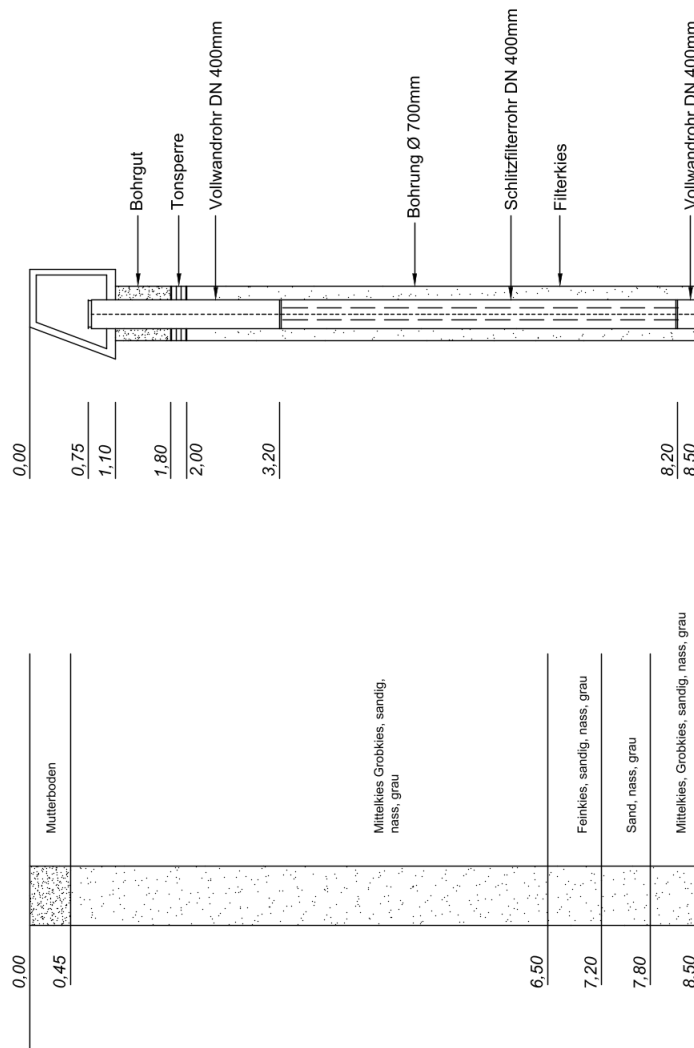 0,00
0,45
6,50
7,20
7,80
8,50
Mutterboden
Mittelkies Grobkies, sandig,
nass, grau
Feinkies, sandig, nass, grau
Sand, nass, grau
Mittelkies, Grobkies, sandig, nass, grau
0,00
0,75
1,10
1,80
2,00
3,20
8,20
8,50
Bohrgut
Tonsperre
Vollwandrohr DN 400mm
Bohrung Ø 700mm
Schlitzfilterrohr DN 400mm
Filterkies
Vollwandrohr DN 400mm